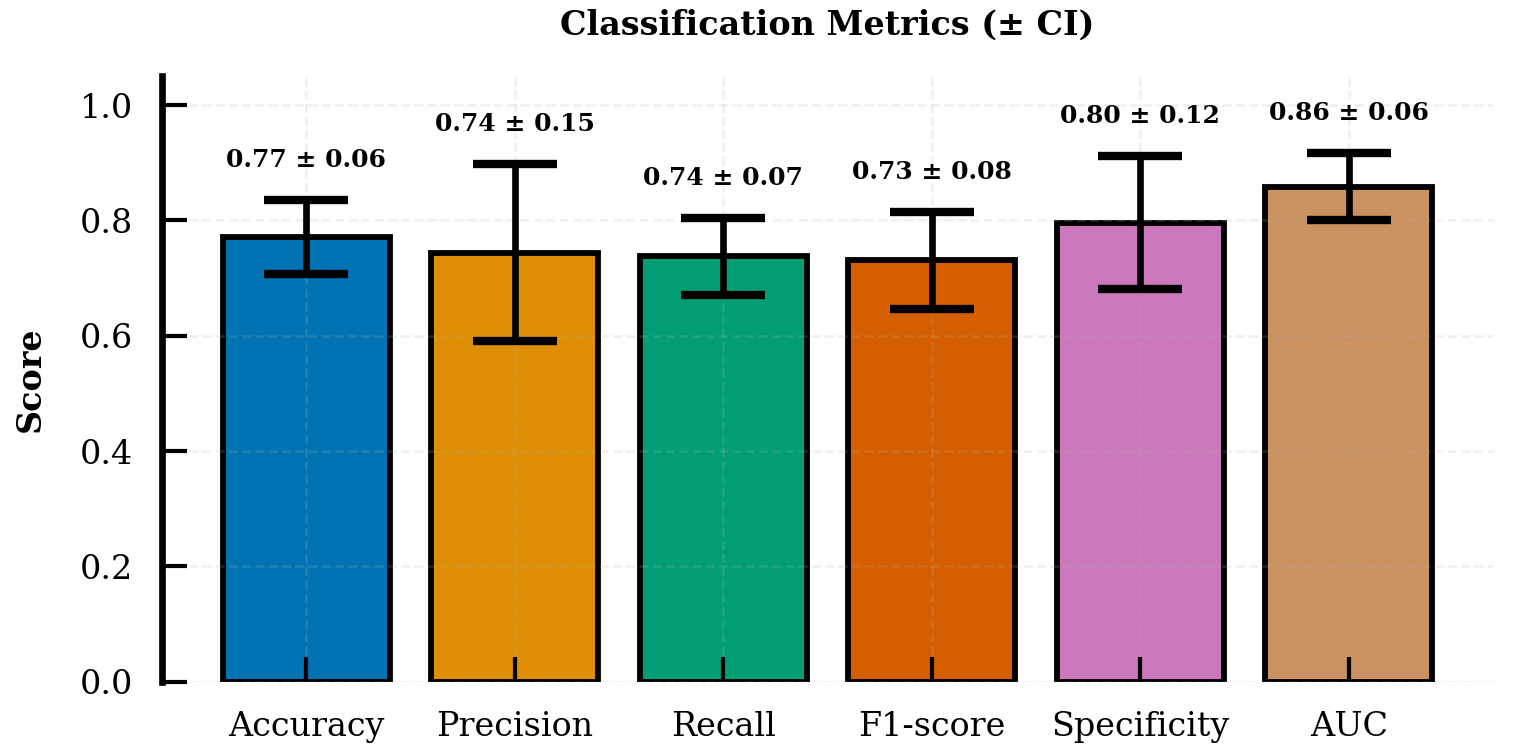 Classification Metrics (± CI)
Score
1.0
0.8
0.6
0.4
0.2
0.0
0.77 ± 0.06
0.74 ± 0.15
0.74 ± 0.07
0.73 ± 0.08
0.80 ± 0.12
0.86 ± 0.06
Accuracy
Precision
Recall
F1-score
Specificity
AUC